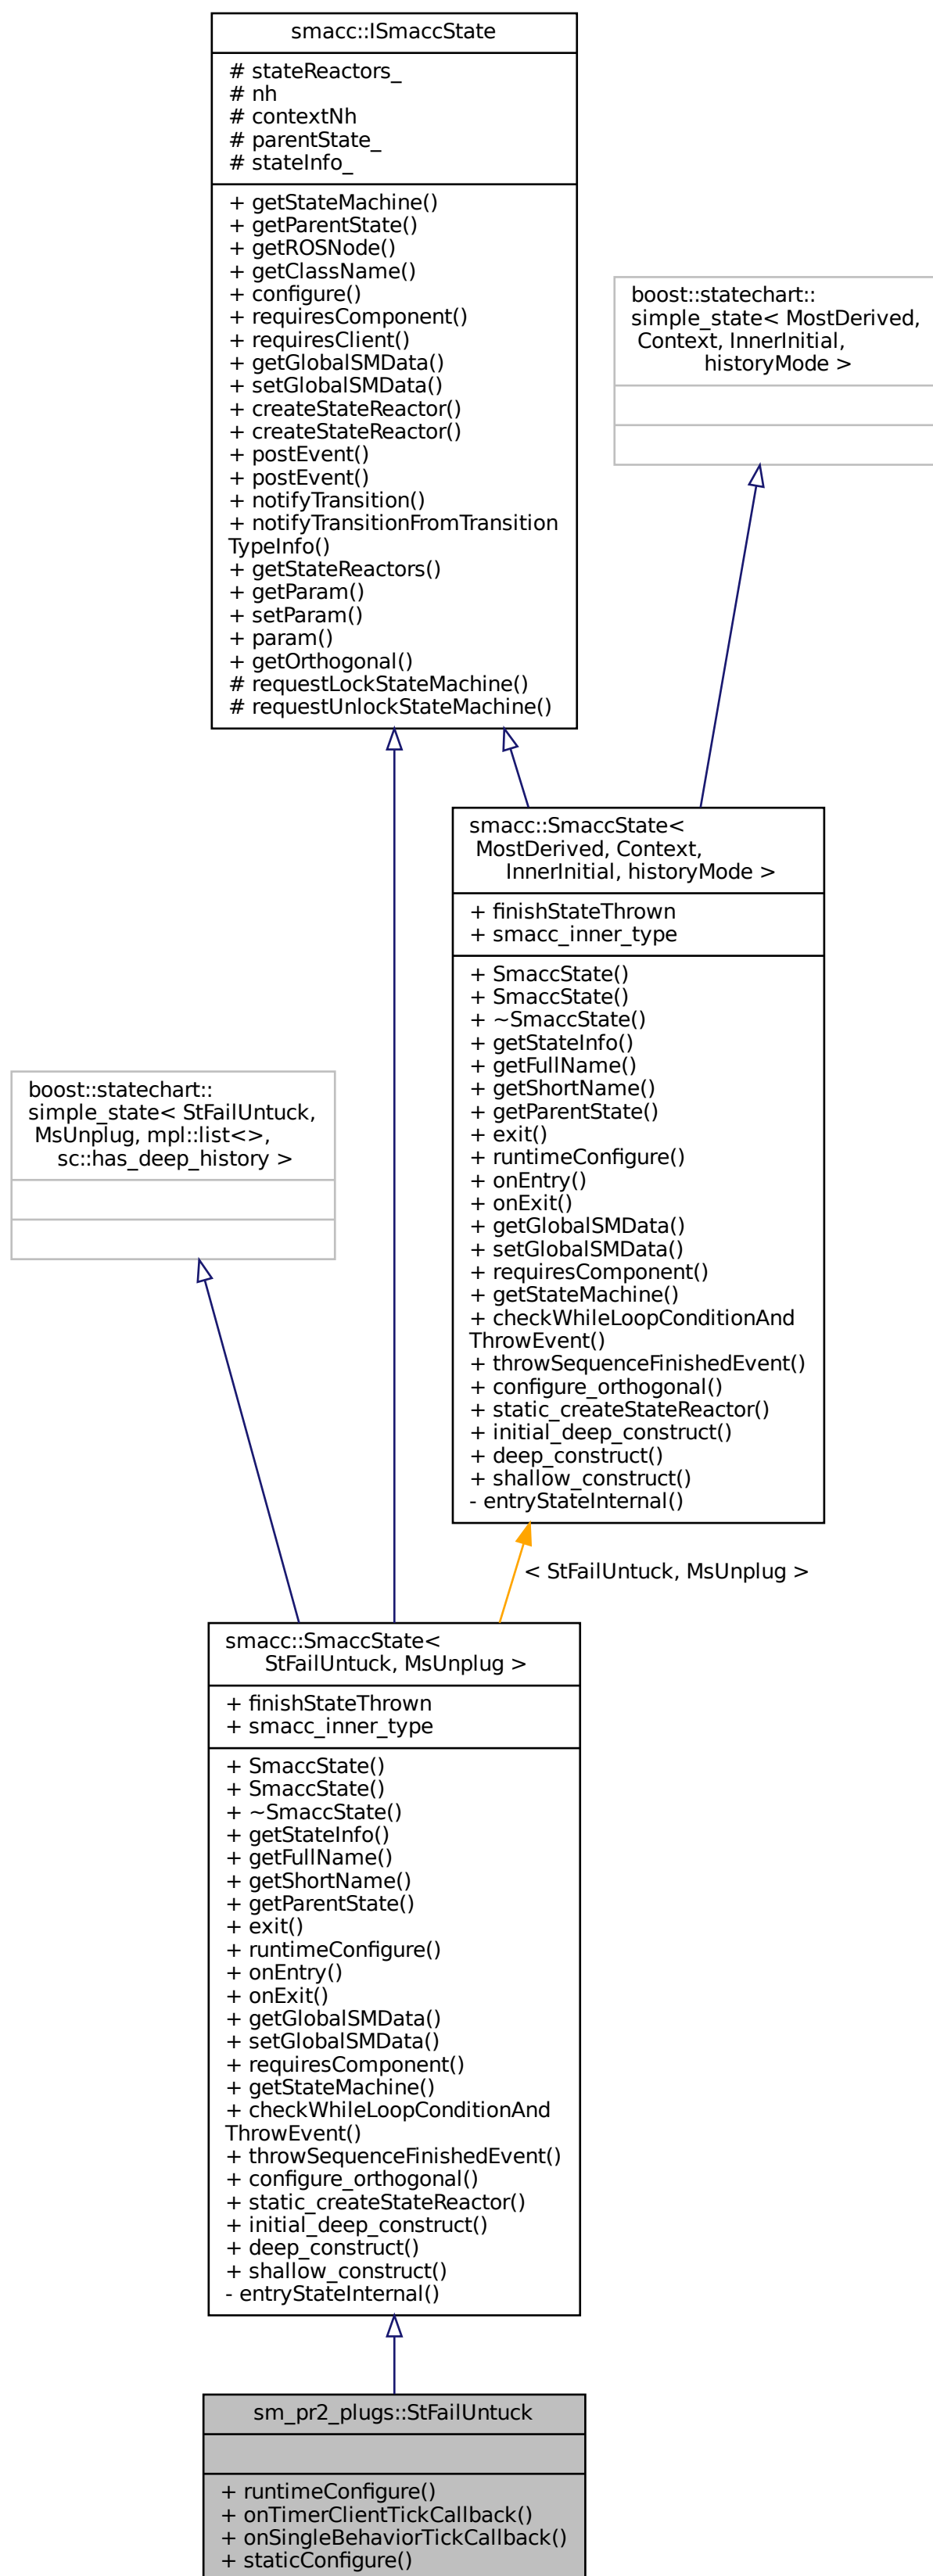 smacc::ISmaccState
# stateReactors_
# nh
# contextNh
# parentState_
# stateInfo_
+ getStateMachine()
+ getParentState()
+ getROSNode()
+ getClassName()
+ configure()
+ requiresComponent()
+ requiresClient()
+ getGlobalSMData()
+ setGlobalSMData()
+ createStateReactor()
+ createStateReactor()
+ postEvent()
+ postEvent()
+ notifyTransition()
+ notifyTransitionFromTransition
TypeInfo()
+ getStateReactors()
+ getParam()
+ setParam()
+ param()
+ getOrthogonal()
# requestLockStateMachine()
# requestUnlockStateMachine()
boost::statechart::
simple_state< MostDerived,
Context, InnerInitial,
historyMode >
smacc::SmaccState<
MostDerived, Context,
InnerInitial, historyMode >
+ finishStateThrown
+ smacc_inner_type
+ SmaccState()
+ SmaccState()
+ ~SmaccState()
+ getStateInfo()
+ getFullName()
+ getShortName()
+ getParentState()
+ exit()
+ runtimeConfigure()
+ onEntry()
+ onExit()
+ getGlobalSMData()
+ setGlobalSMData()
+ requiresComponent()
+ getStateMachine()
+ checkWhileLoopConditionAnd
ThrowEvent()
+ throwSequenceFinishedEvent()
+ configure_orthogonal()
+ static_createStateReactor()
+ initial_deep_construct()
+ deep_construct()
+ shallow_construct()
- entryStateInternal()
boost::statechart::
simple_state< StFailUntuck,
MsUnplug, mpl::list<>,
sc::has_deep_history >
< StFailUntuck, MsUnplug >
smacc::SmaccState<
StFailUntuck, MsUnplug >
+ finishStateThrown
+ smacc_inner_type
+ SmaccState()
+ SmaccState()
+ ~SmaccState()
+ getStateInfo()
+ getFullName()
+ getShortName()
+ getParentState()
+ exit()
+ runtimeConfigure()
+ onEntry()
+ onExit()
+ getGlobalSMData()
+ setGlobalSMData()
+ requiresComponent()
+ getStateMachine()
+ checkWhileLoopConditionAnd
ThrowEvent()
+ throwSequenceFinishedEvent()
+ configure_orthogonal()
+ static_createStateReactor()
+ initial_deep_construct()
+ deep_construct()
+ shallow_construct()
- entryStateInternal()
sm_pr2_plugs::StFailUntuck
+ runtimeConfigure()
+ onTimerClientTickCallback()
+ onSingleBehaviorTickCallback()
+ staticConfigure()